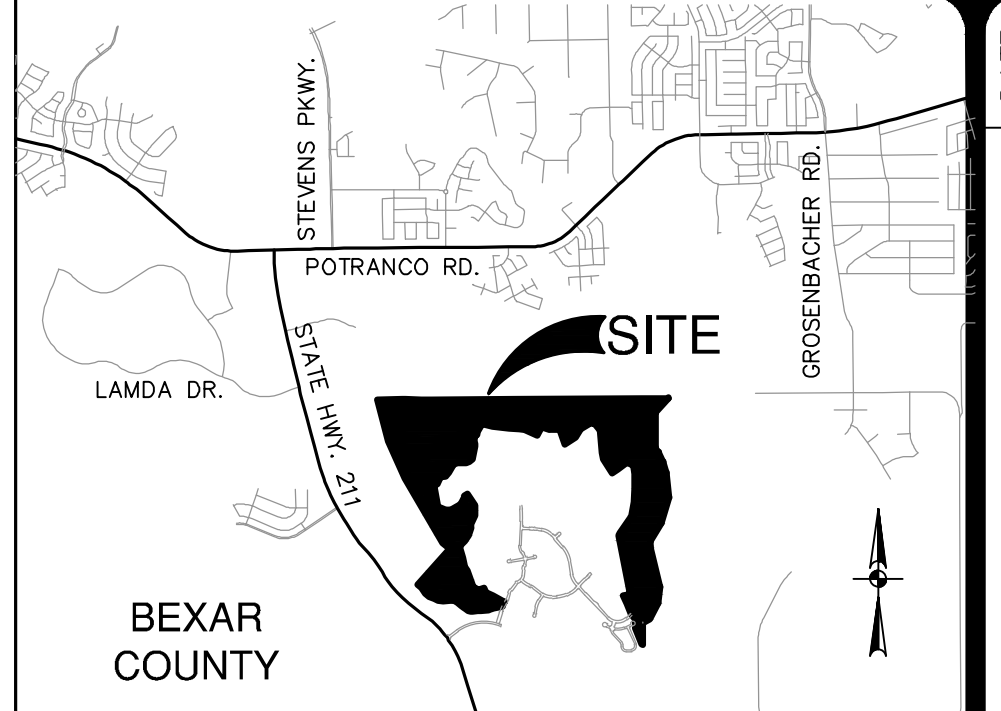 STEVENS PKWY.
GROSENBACHER RD.
POTRANCO RD.
SITE
LAMDA DR.
STATE HWY. 211
BEXAR
COUNTY